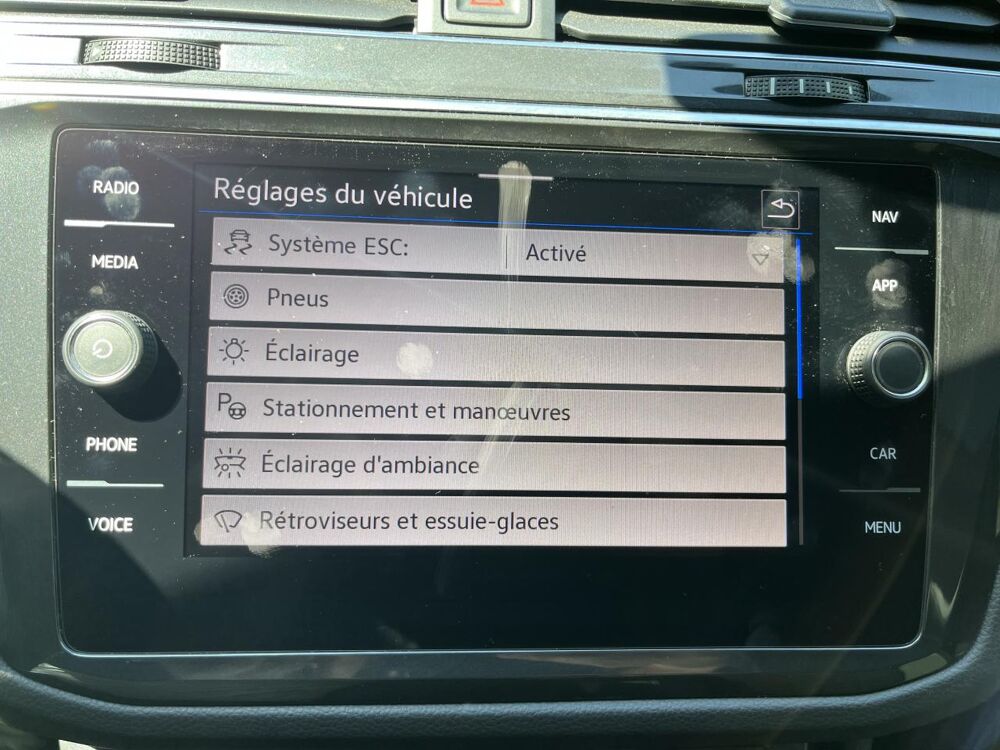 RADIO
MEDIA
PHONE
VOICE
Réglages du véhicule
Système ESC: Activé
Pneus
Éclairage
Stationnement et manœuvres
Éclairage d'ambiance
Rétroviseurs et essuie-glaces
NAV
APP
CAR
MENU